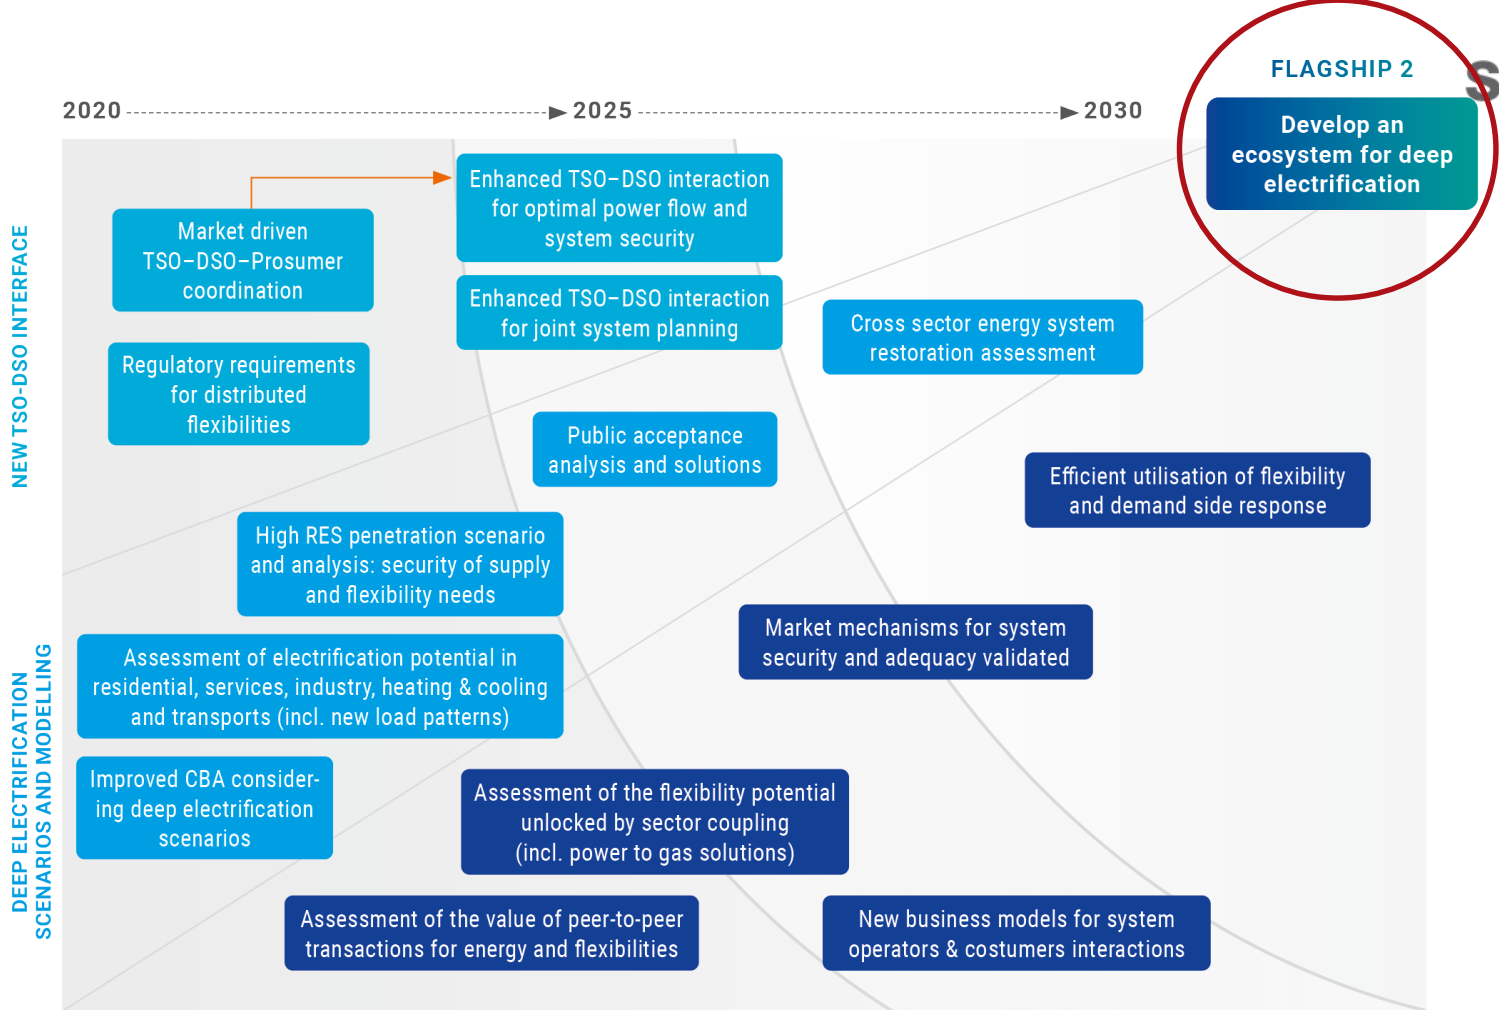 FLAGSHIP 2
S
2020
2025
2030
Develop an
ecosystem for deep
electrification
NEW TSO-DSO INTERFACE
Market driven
TSO–DSO–Prosumer
coordination
Enhanced TSO–DSO interaction
for optimal power flow and
system security
Enhanced TSO–DSO interaction
for joint system planning
Regulatory requirements
for distributed
flexibilities
Cross sector energy system
restoration assessment
Public acceptance
analysis and solutions
Efficient utilisation of flexibility
and demand side response
High RES penetration scenario
and analysis: security of supply
and flexibility needs
DEEP ELECTRIFICATION
SCENARIOS AND MODELLING
Assessment of electrification potential in
residential, services, industry, heating & cooling
and transports (incl. new load patterns)
Market mechanisms for system
security and adequacy validated
Improved CBA consider-
ing deep electrification
scenarios
Assessment of the flexibility potential
unlocked by sector coupling
(incl. power to gas solutions)
Assessment of the value of peer-to-peer
transactions for energy and flexibilities
New business models for system
operators & costumers interactions